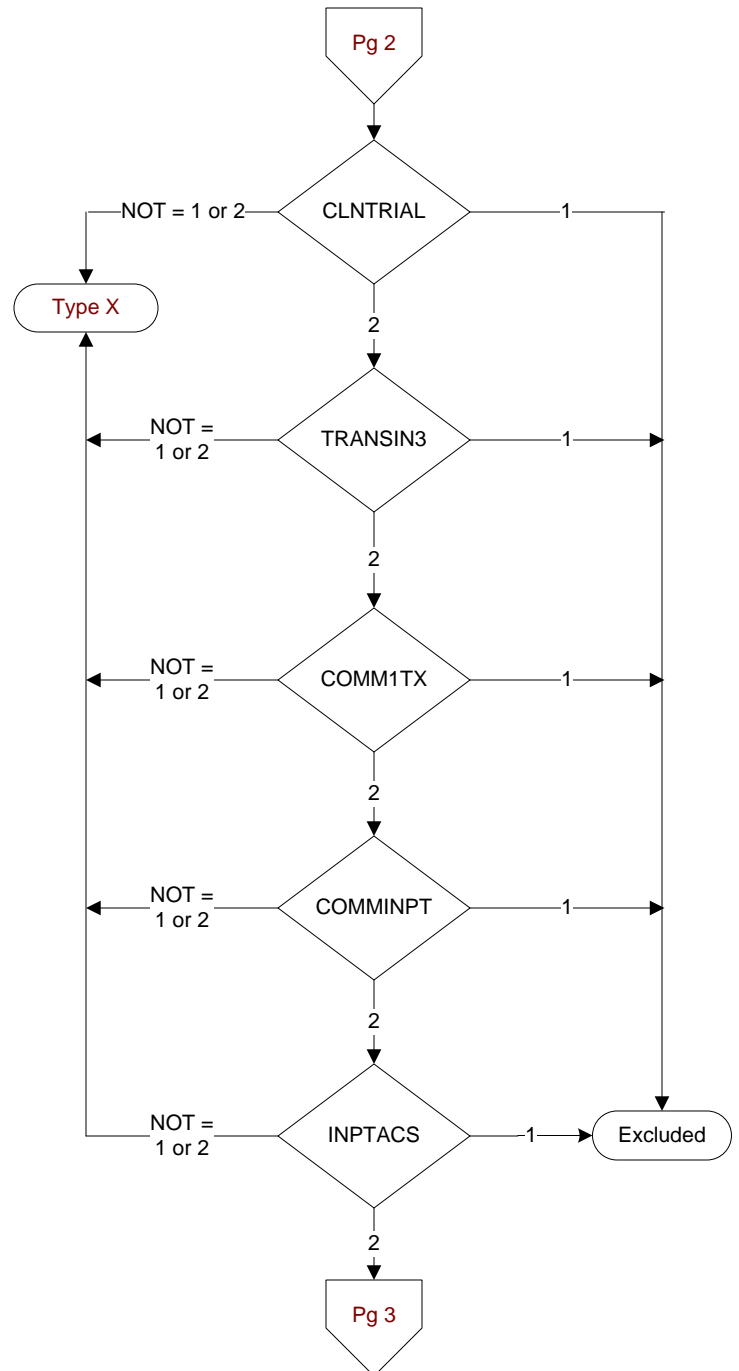 Pg 2
NOT = 1 or 2
CLNTRIAL
1
Type X
2
NOT =
1 or 2
TRANSIN3
1
2
NOT =
1 or 2
COMM1TX
1
2
NOT =
1 or 2
COMMINPT
1
2
NOT =
1 or 2
INPTACS
1
Excluded
2
Pg 3